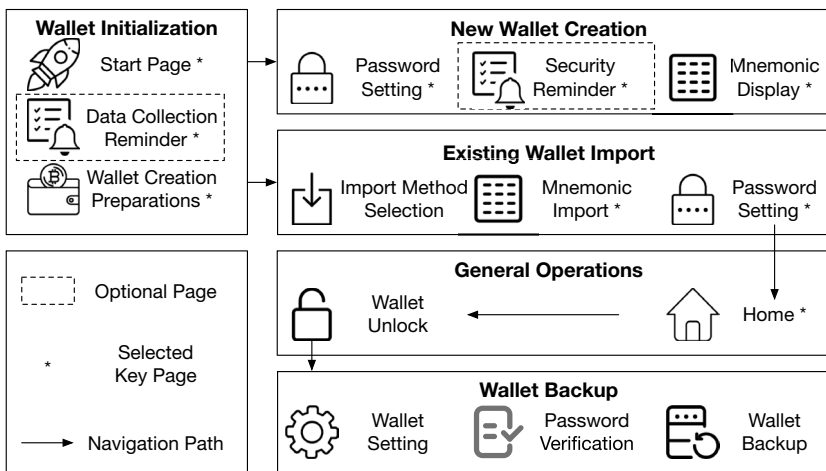 Wallet Initialization
Start Page *
Data Collection
Reminder *
Wallet Creation
Preparations *
New Wallet Creation
Password
Setting *
Security
Reminder *
Mnemonic
Display *
Existing Wallet Import
Import Method
Selection
Mnemonic
Import *
Password
Setting *
General Operations
Wallet
Unlock
Home *
Wallet Backup
Wallet
Setting
Password
Verification
Wallet
Backup
Optional Page
* Selected
Key Page
Navigation Path